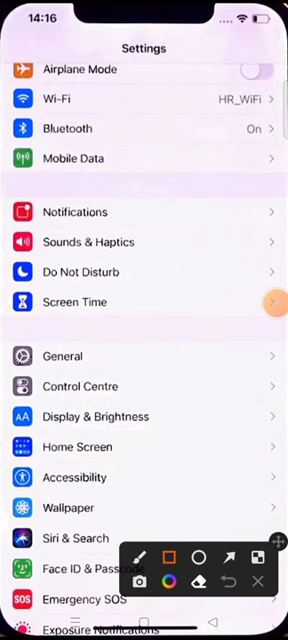 14:16
Settings
Airplane Mode
Wi-Fi HR_WiFi
Bluetooth On
Mobile Data
Notifications
Sounds & Haptics
Do Not Disturb
Screen Time
General
Control Centre
AA Display & Brightness
Home Screen
Accessibility
Wallpaper
Siri & Search
Face ID & Passcode
SOS Emergency SOS
Exposure Notifications